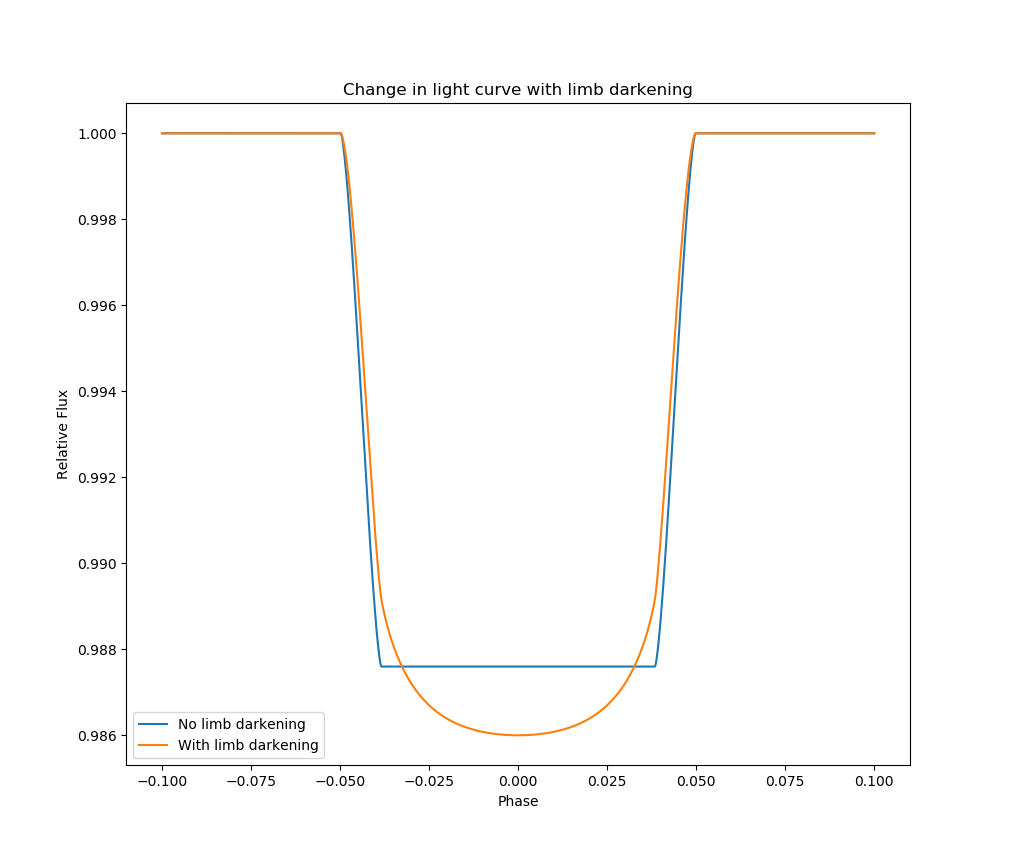 Change in light curve with limb darkening
1.000
0.998
0.996
0.994
0.992
0.990
0.988
0.986
Relative Flux
No limb darkening
With limb darkening
−0.100 −0.075 −0.050 −0.025 0.000 0.025 0.050 0.075 0.100
Phase